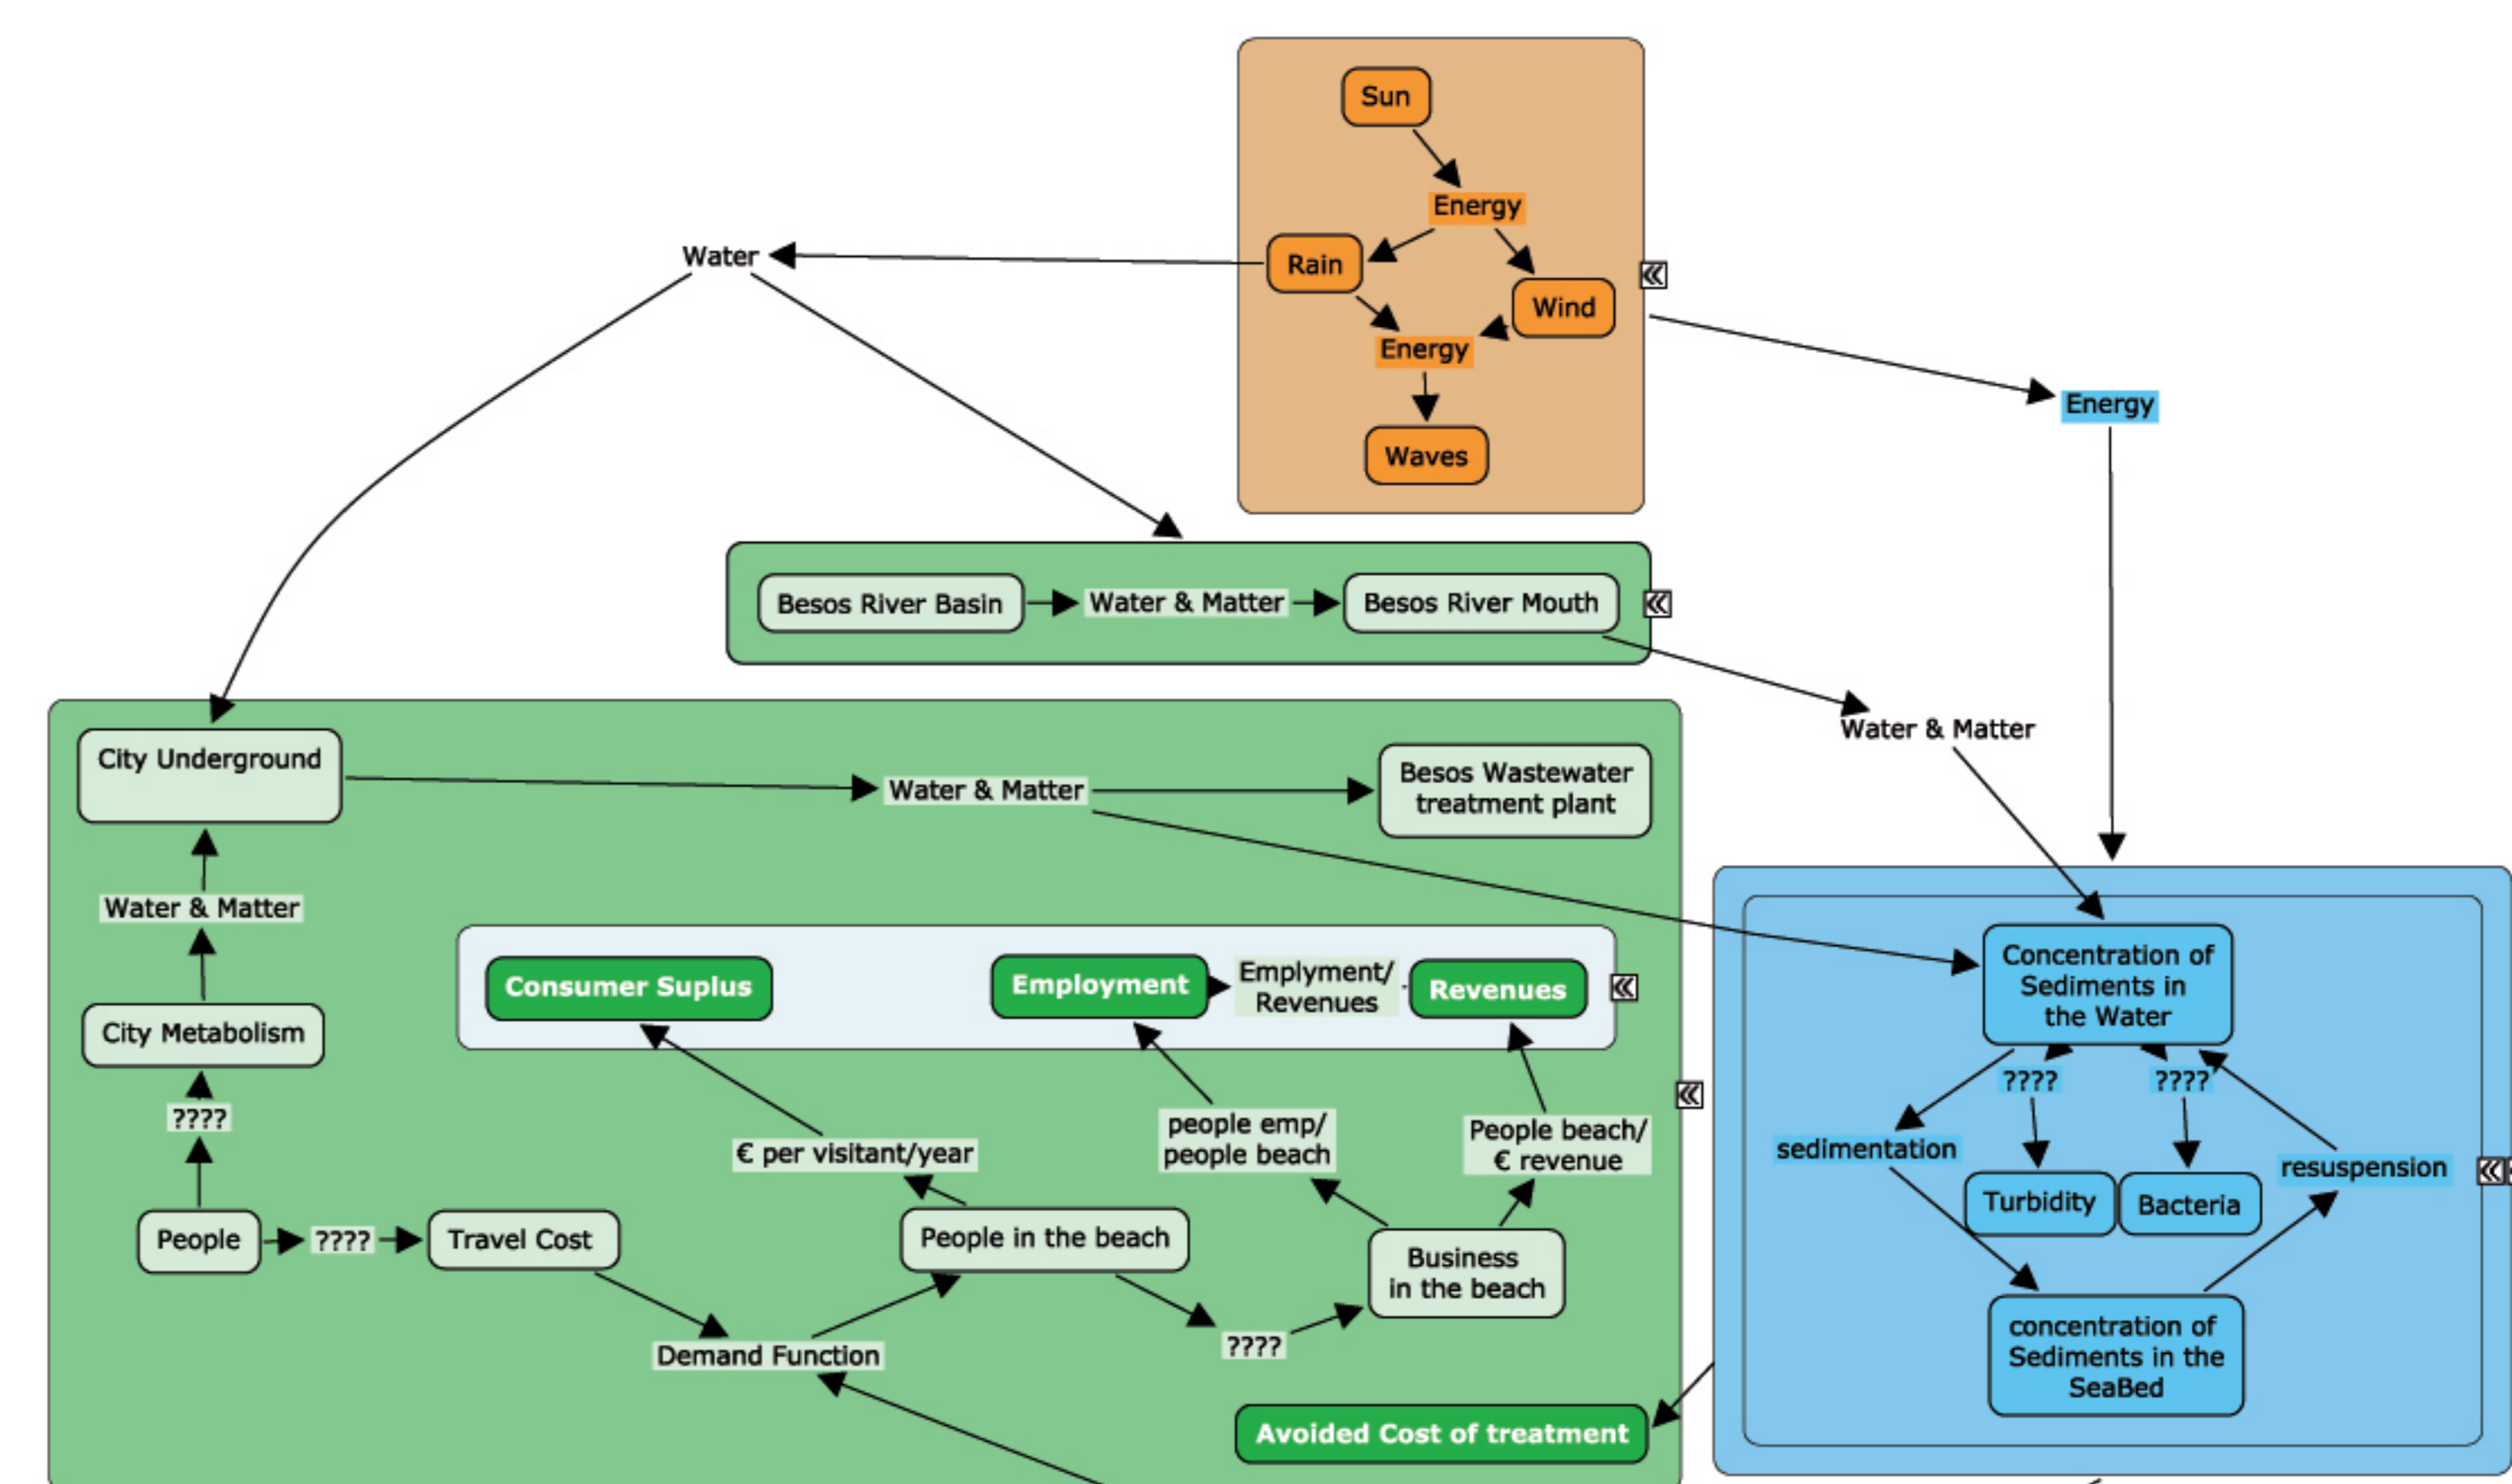 Sun
Energy
Rain
Wind
Energy
Waves
Water
Energy
Besos River Basin
Water & Matter
Besos River Mouth
Water & Matter
City Underground
Water & Matter
Besos Wastewater
treatment plant
Water & Matter
City Metabolism
????
People
????
Travel Cost
Demand Function
Consumer Suplus
Employment
Emplyment/
Revenues
Revenues
€ per visitant/year
people emp/
people beach
People beach/
€ revenue
People in the beach
????
Business
in the beach
Avoided Cost of treatment
Concentration of
Sediments in
the Water
????
????
sedimentation
Turbidity
Bacteria
resuspension
concentration of
Sediments in the
SeaBed